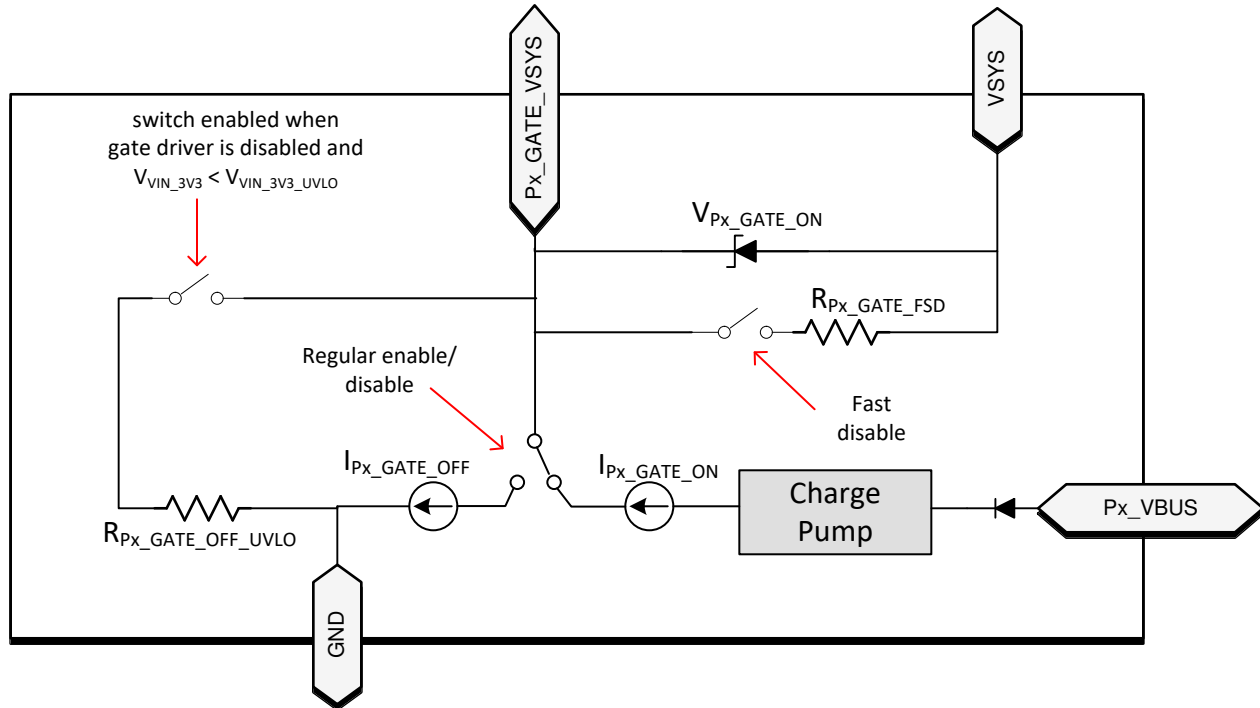 Px_GATE_VSYS
VSYS
switch enabled when
gate driver is disabled and
VVIN_3V3 < VVIN_3V3_UVLO
VPx_GATE_ON
RPx_GATE_FSD
Regular enable/
disable
Fast
disable
IPx_GATE_OFF
IPx_GATE_ON
Charge
Pump
Px_VBUS
RPx_GATE_OFF_UVLO
GND